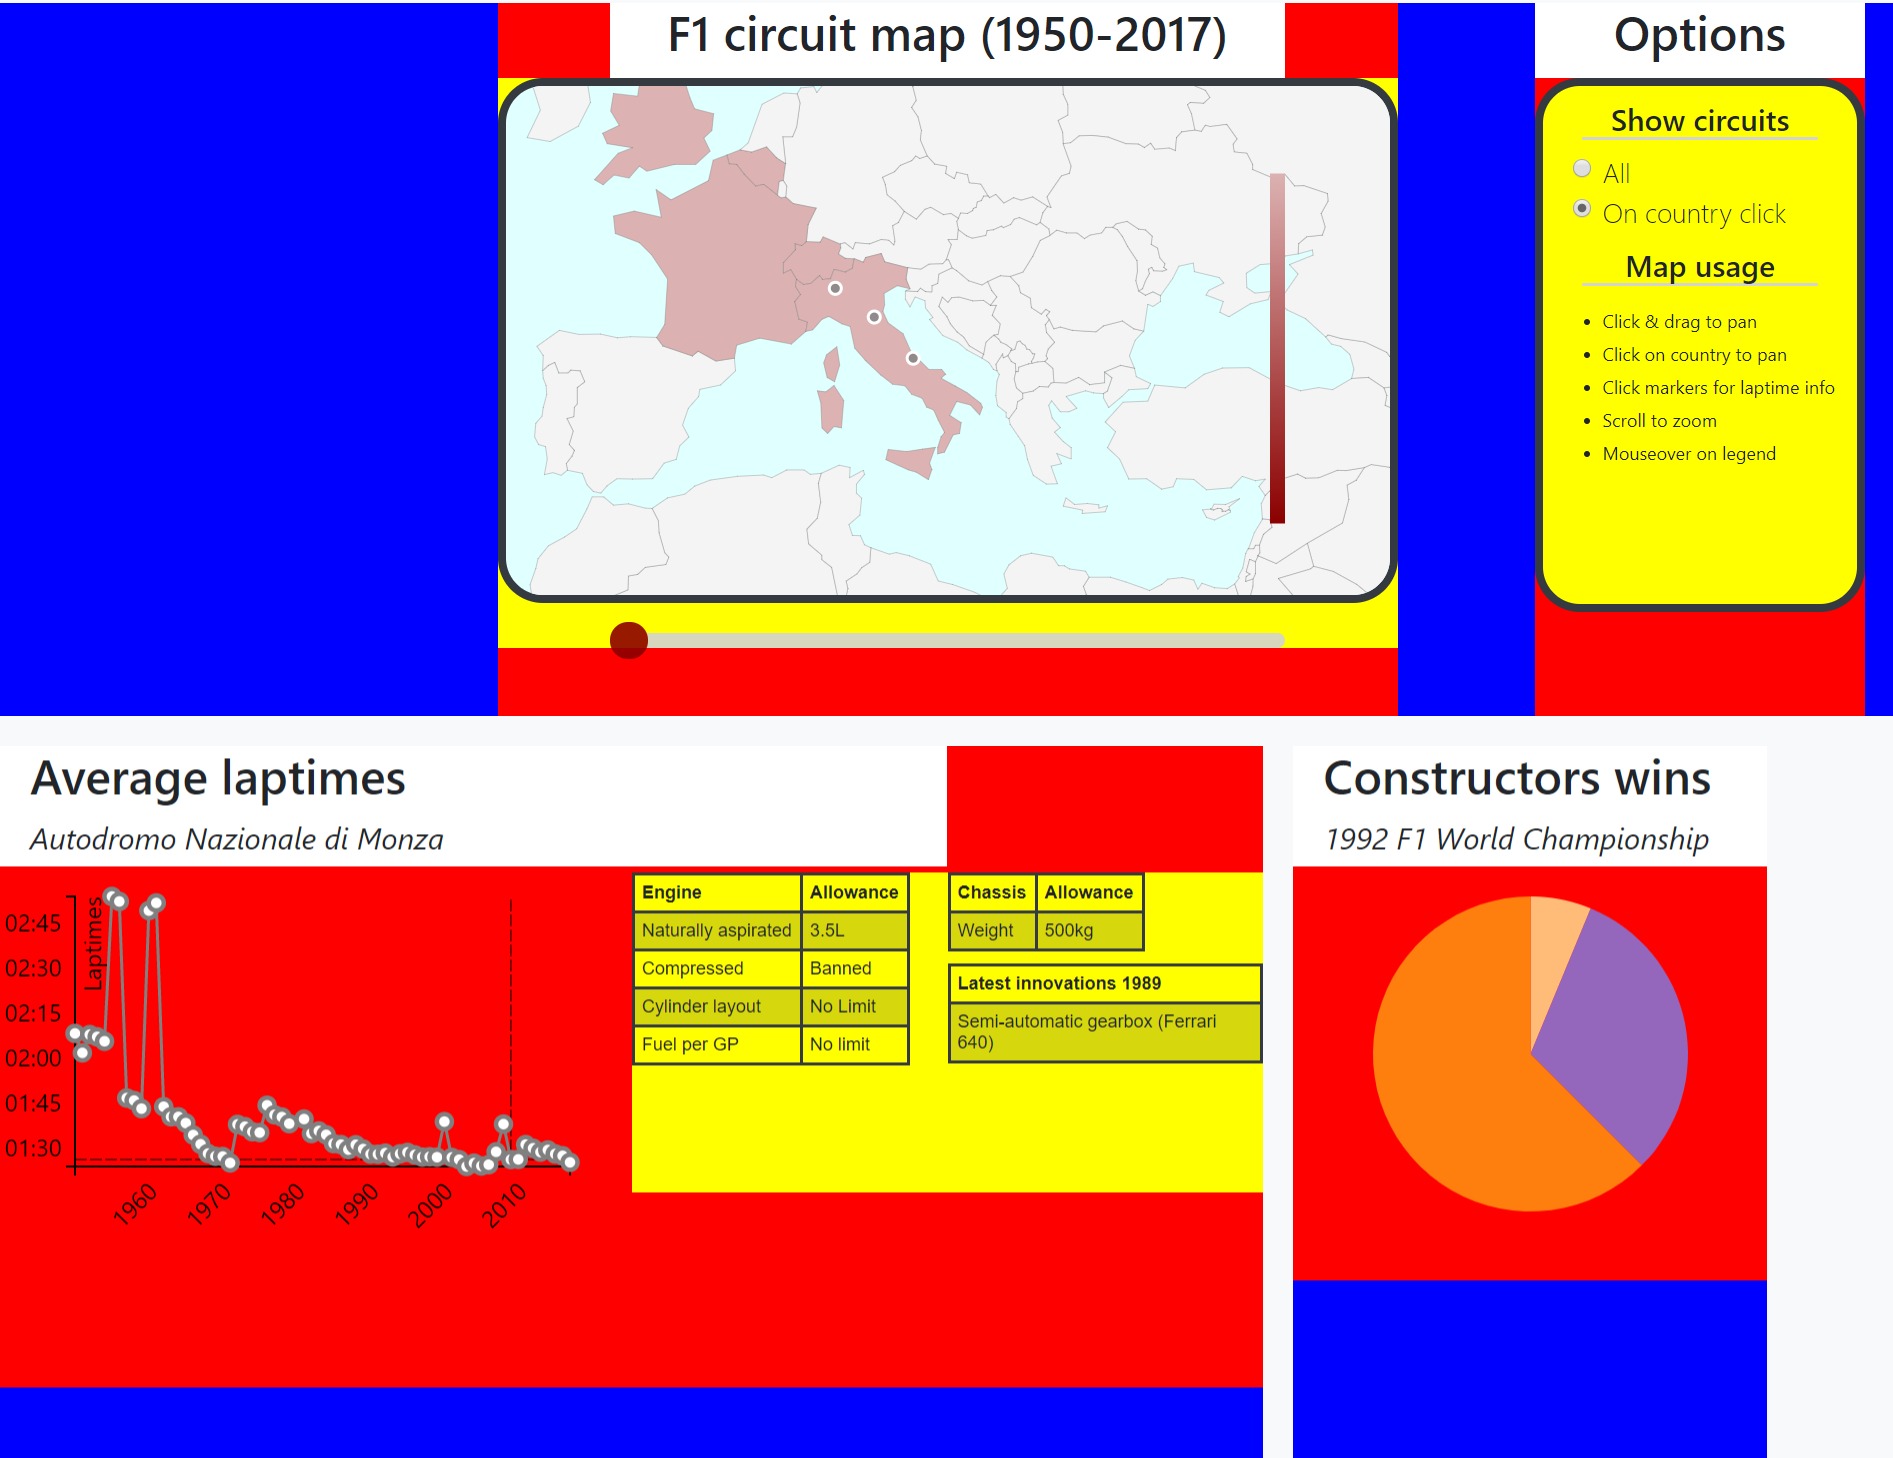 F1 circuit map (1950-2017)
Options
Show circuits
All
On country click
Map usage
Click & drag to pan
Click on country to pan
Click markers for laptime info
Scroll to zoom
Mouseover on legend
Average laptimes
Autodromo Nazionale di Monza
Laptimes
02:45
02:30
02:15
02:00
01:45
01:30
1960 1970 1980 1990 2000 2010
Engine Allowance
Naturally aspirated 3.5L
Compressed Banned
Cylinder layout No Limit
Fuel per GP No limit
Chassis Allowance
Weight 500kg
Latest innovations 1989
Semi-automatic gearbox (Ferrari
640)
Constructors wins
1992 F1 World Championship